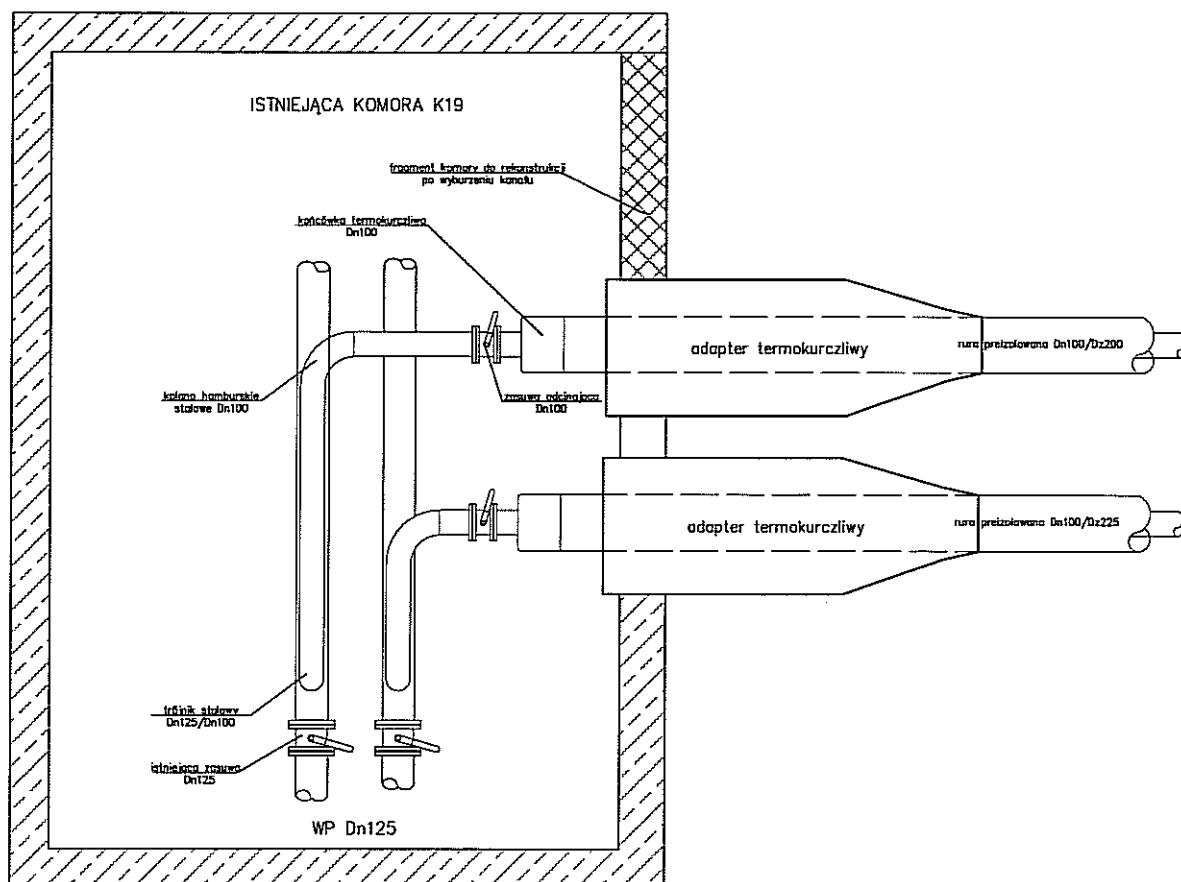 ISTNIEJĄCA KOMORA K19
fragment komory do rekonstrukcji
po wyburzeniu kanału
końcówka termokurczliwa
Dn100
adapter termokurczliwy
rura preizolowana Dn100/Dz200
kolano hamburskie
stalowe Dn100
zasuwa odcinająca
Dn100
adapter termokurczliwy
rura preizolowana Dn100/Dz225
trójnik stalowy
Dn125/Dn100
istniejąca zasuwa
Dn125
WP Dn125